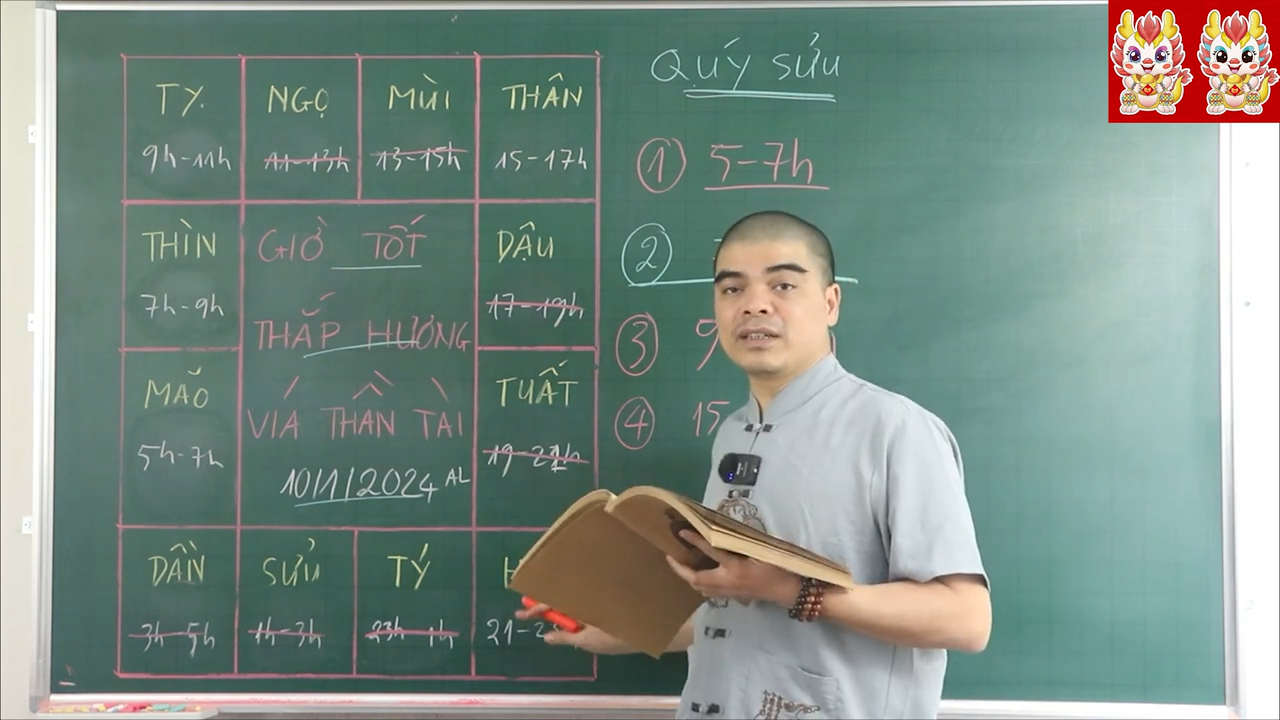 TỴ
9h-11h
NGỌ
11-13h
MÙI
13-15h
THÂN
15-17h
THÌN
7h-9h
DẬU
17-19h
MÃO
5h-7h
TUẤT
19-21h
DẦN
3h-5h
SỬU
1h-3h
TÝ
23h-1h
H
21-2
GIỜ TỐT
THẮP HƯƠNG
VÍA THẦN TÀI
10/1/2024 AL
QUÝ SỬU
① 5-7h
②
③ 9
④ 15